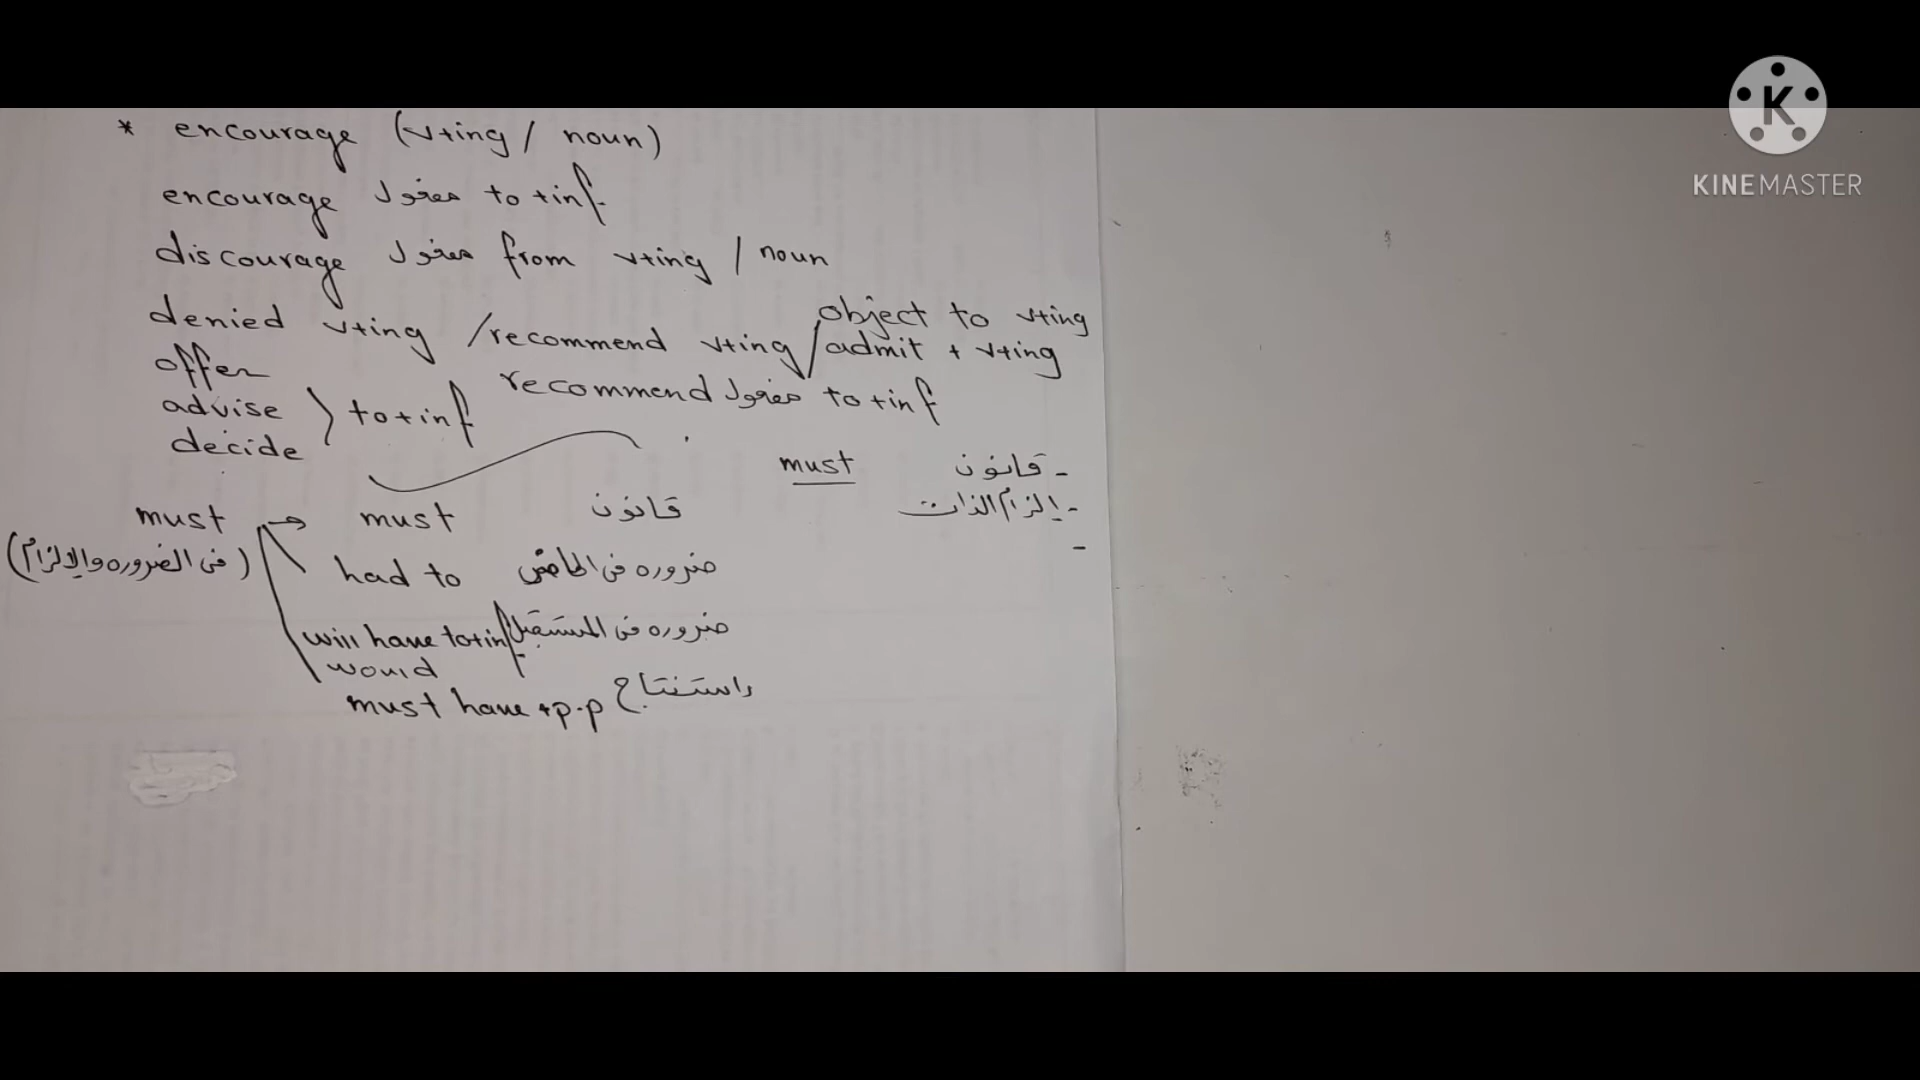 * encourage (v+ing / noun)
encourage مفعول to + inf
discourage مفعول from v+ing / noun
denied v+ing / recommend v+ing / object to v+ing
admit + v+ing
offer
advise } to + inf
decide
recommend مفعول to + inf
must - قانون
- إلزام الذات
-
must → must قانون
(فى الضروره والإلزام)
had to ضروره فى الماضى
will have to+inf ضروره فى المستقبل
would
must have + p.p استنتاج
K
KINEMASTER